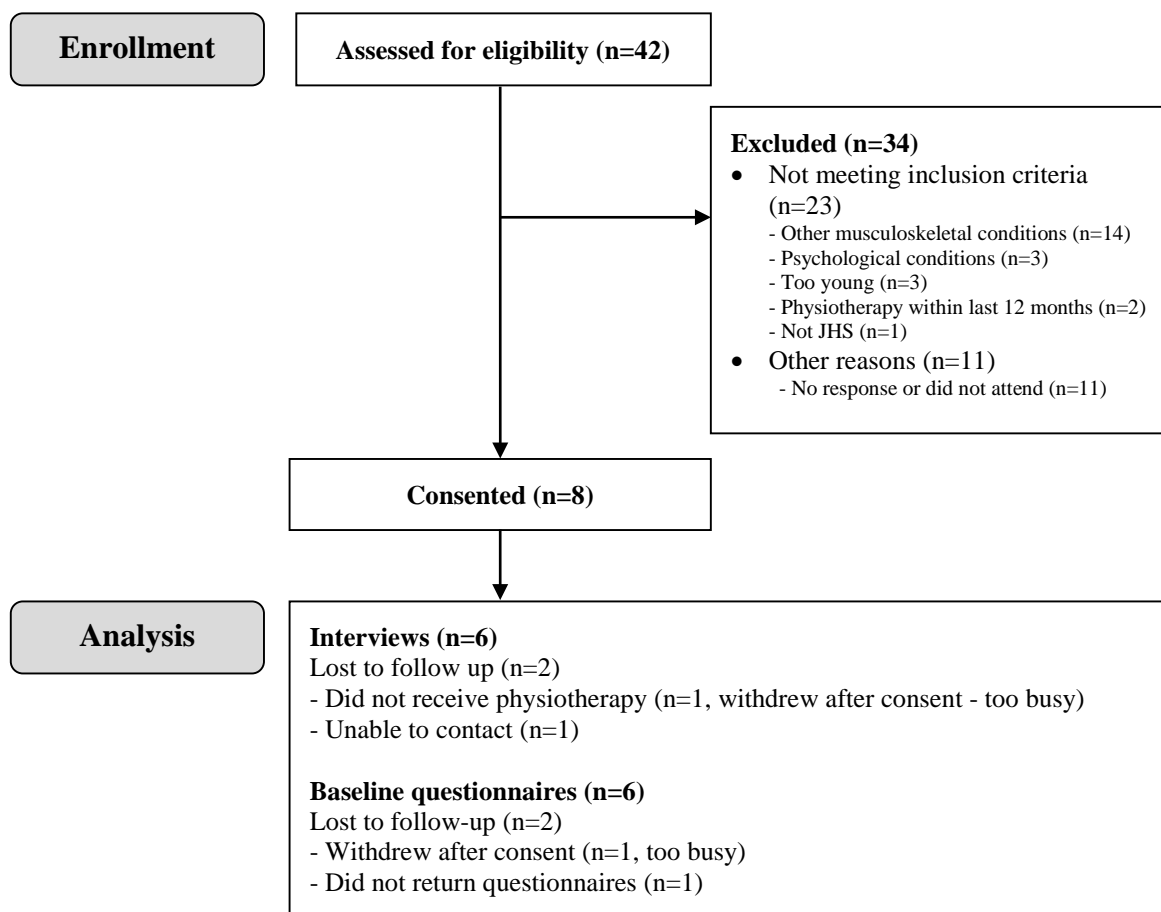 Enrollment
Assessed for eligibility (n=42)
Excluded (n=34)
• Not meeting inclusion criteria
(n=23)
- Other musculoskeletal conditions (n=14)
- Psychological conditions (n=3)
- Too young (n=3)
- Physiotherapy within last 12 months (n=2)
- Not JHS (n=1)
• Other reasons (n=11)
- No response or did not attend (n=11)
Consented (n=8)
Analysis
Interviews (n=6)
Lost to follow up (n=2)
- Did not receive physiotherapy (n=1, withdrew after consent - too busy)
- Unable to contact (n=1)
Baseline questionnaires (n=6)
Lost to follow-up (n=2)
- Withdrew after consent (n=1, too busy)
- Did not return questionnaires (n=1)